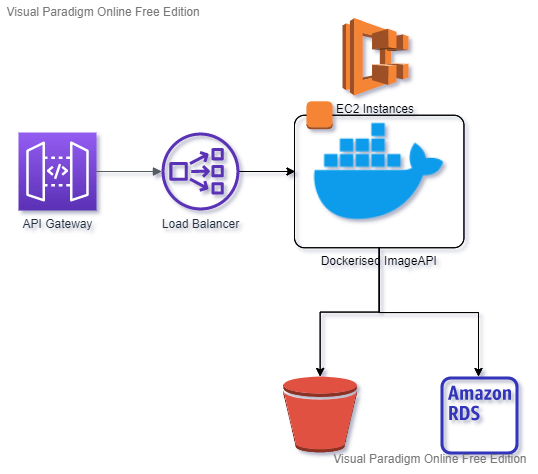 Visual Paradigm Online Free Edition
EC2 Instances
API Gateway
Load Balancer
Dockerised ImageAPI
Amazon
RDS
Visual Paradigm Online Free Edition